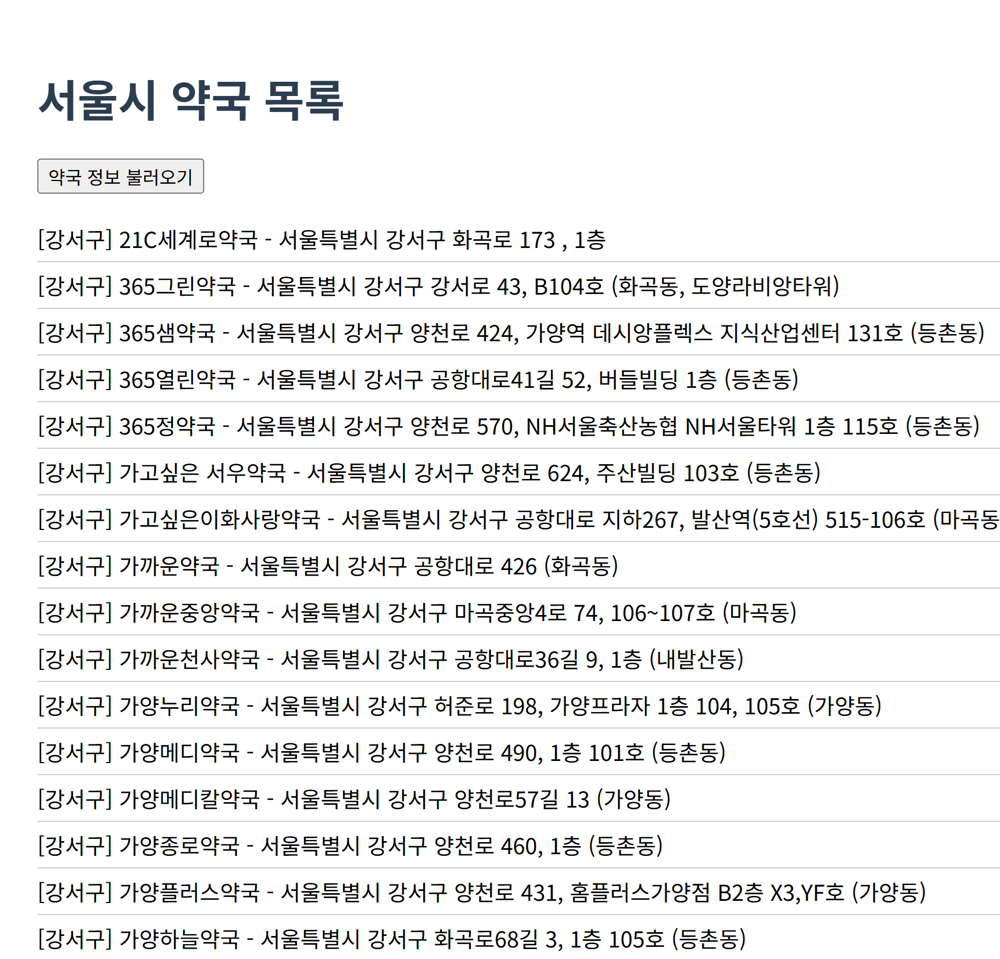 서울시 약국 목록
약국 정보 불러오기
[강서구] 21C세계로약국 - 서울특별시 강서구 화곡로 173 , 1층
[강서구] 365그린약국 - 서울특별시 강서구 강서로 43, B104호 (화곡동, 도양라비앙타워)
[강서구] 365샘약국 - 서울특별시 강서구 양천로 424, 가양역 데시앙플렉스 지식산업센터 131호 (등촌동)
[강서구] 365열린약국 - 서울특별시 강서구 공항대로41길 52, 버들빌딩 1층 (등촌동)
[강서구] 365정약국 - 서울특별시 강서구 양천로 570, NH서울축산농협 NH서울타워 1층 115호 (등촌동)
[강서구] 가고싶은 서우약국 - 서울특별시 강서구 양천로 624, 주산빌딩 103호 (등촌동)
[강서구] 가고싶은이화사랑약국 - 서울특별시 강서구 공항대로 지하267, 발산역(5호선) 515-106호 (마곡동
[강서구] 가까운약국 - 서울특별시 강서구 공항대로 426 (화곡동)
[강서구] 가까운중앙약국 - 서울특별시 강서구 마곡중앙4로 74, 106~107호 (마곡동)
[강서구] 가까운천사약국 - 서울특별시 강서구 공항대로36길 9, 1층 (내발산동)
[강서구] 가양누리약국 - 서울특별시 강서구 허준로 198, 가양프라자 1층 104, 105호 (가양동)
[강서구] 가양메디약국 - 서울특별시 강서구 양천로 490, 1층 101호 (등촌동)
[강서구] 가양메디칼약국 - 서울특별시 강서구 양천로57길 13 (가양동)
[강서구] 가양종로약국 - 서울특별시 강서구 양천로 460, 1층 (등촌동)
[강서구] 가양플러스약국 - 서울특별시 강서구 양천로 431, 홈플러스가양점 B2층 X3,YF호 (가양동)
[강서구] 가양하늘약국 - 서울특별시 강서구 화곡로68길 3, 1층 105호 (등촌동)